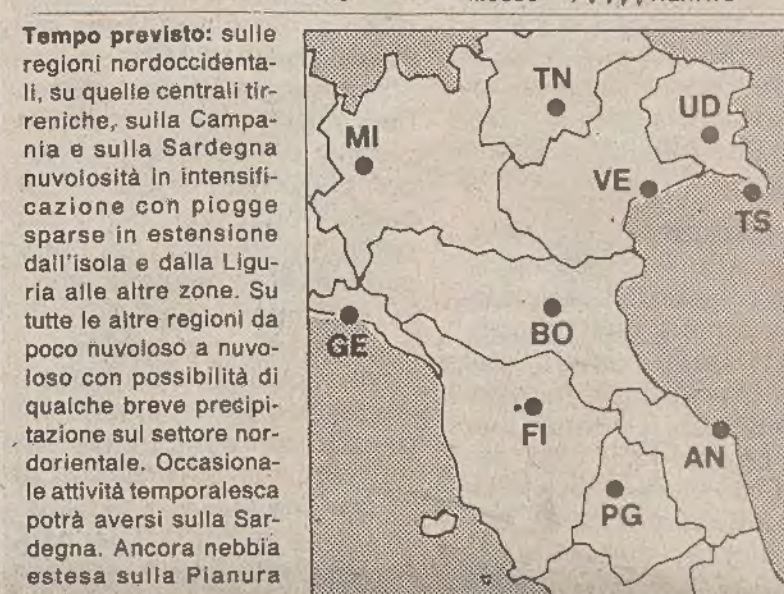 Tempo previsto: sulle
regioni nordoccidenta-
li, su quelle centrali tir-
reniche, sulla Campa-
nia e sulla Sardegna
nuvolosità in intensifi-
cazione con piogge
sparse in estensione
dall'isola e dalla Ligu-
ria alle altre zone. Su
tutte le altre regioni da
poco nuvoloso a nuvo-
loso con possibilità di
qualche breve precipi-
tazione sul settore nor-
dorientale. Occasiona-
le attività temporalesca
potrà aversi sulla Sar-
degna. Ancora nebbia
estesa sulla Pianura
TN
UD
MI
VE
TS
GE
BO
FI
AN
PG